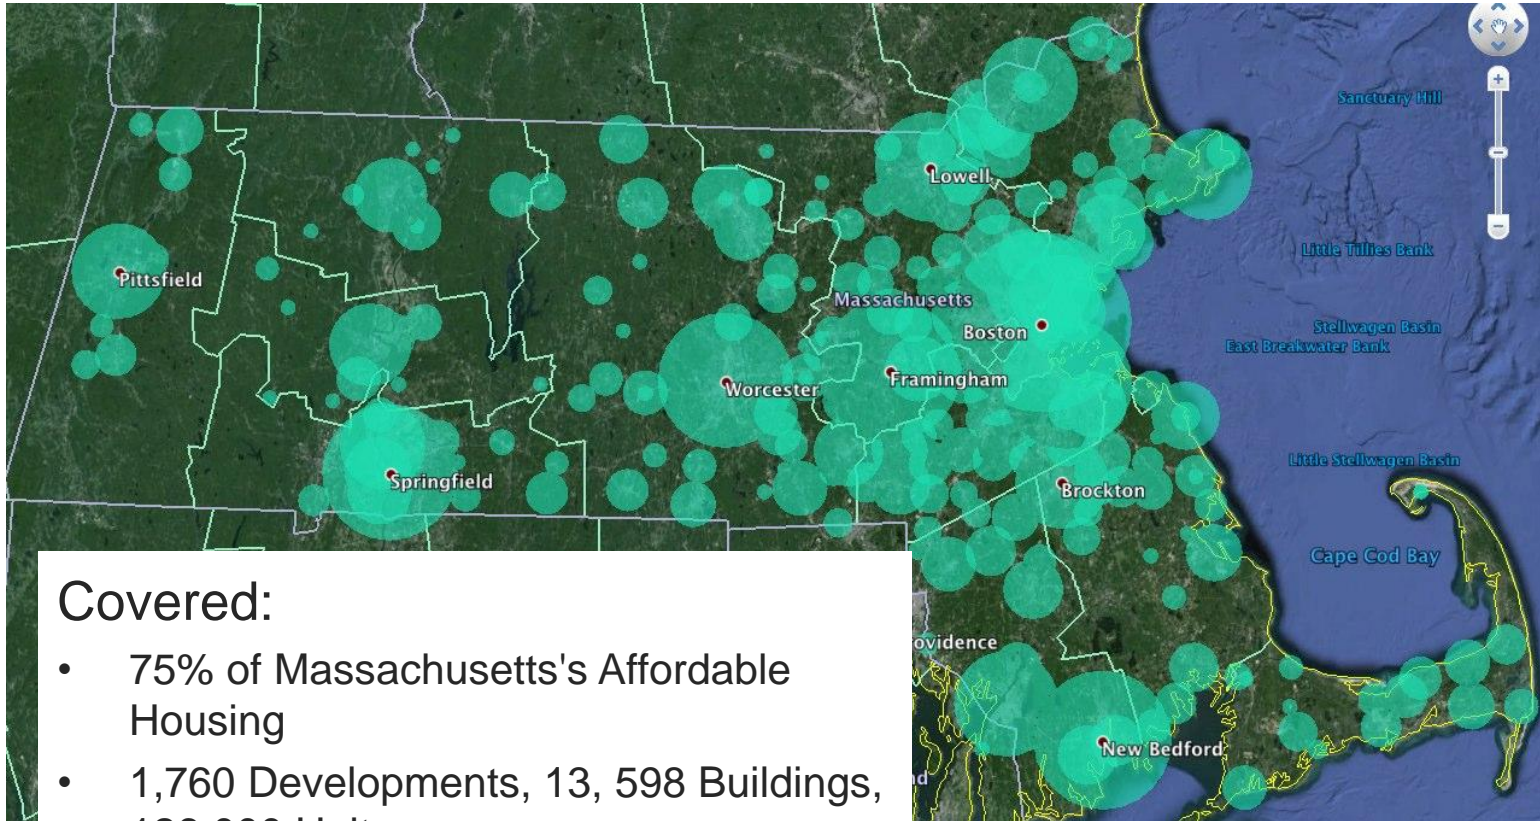 Sanctuary Hill
Lowell
Little Tillies Bank
Pittsfield
Massachusetts
Boston
Stellwagen Basin
East Breakwater Bank
Framingham
Worcester
Little Stellwagen Basin
Springfield
Brockton
Cape Cod Bay
Covered:
ovidence
• 75% of Massachusetts's Affordable
Housing
New Bedford
• 1,760 Developments, 13, 598 Buildings,
nd